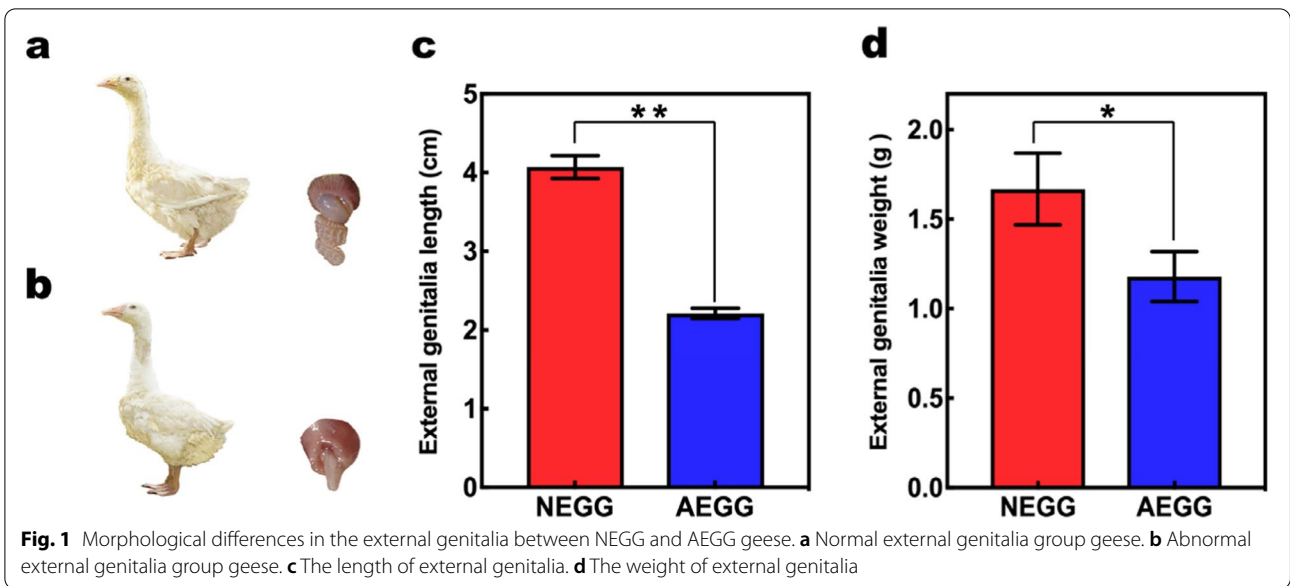 a
b
c
External genitalia length (cm)
5
4
3
2
1
0
**
NEGG AEGG
d
External genitalia weight (g )
2.0
1.5
1.0
0.5
0.0
*
NEGG AEGG
Fig. 1 Morphological differences in the external genitalia between NEGG and AEGG geese. a Normal external genitalia group geese. b Abnormal
external genitalia group geese. c The length of external genitalia. d The weight of external genitalia